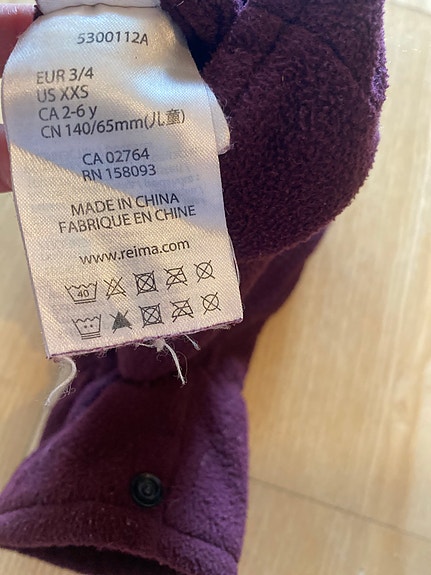 5300112A
EUR 3/4
US XXS
CA 2-6 y
CN 140/65mm(儿童)
CA 02764
RN 158093
MADE IN CHINA
FABRIQUE EN CHINE
www.reima.com
40